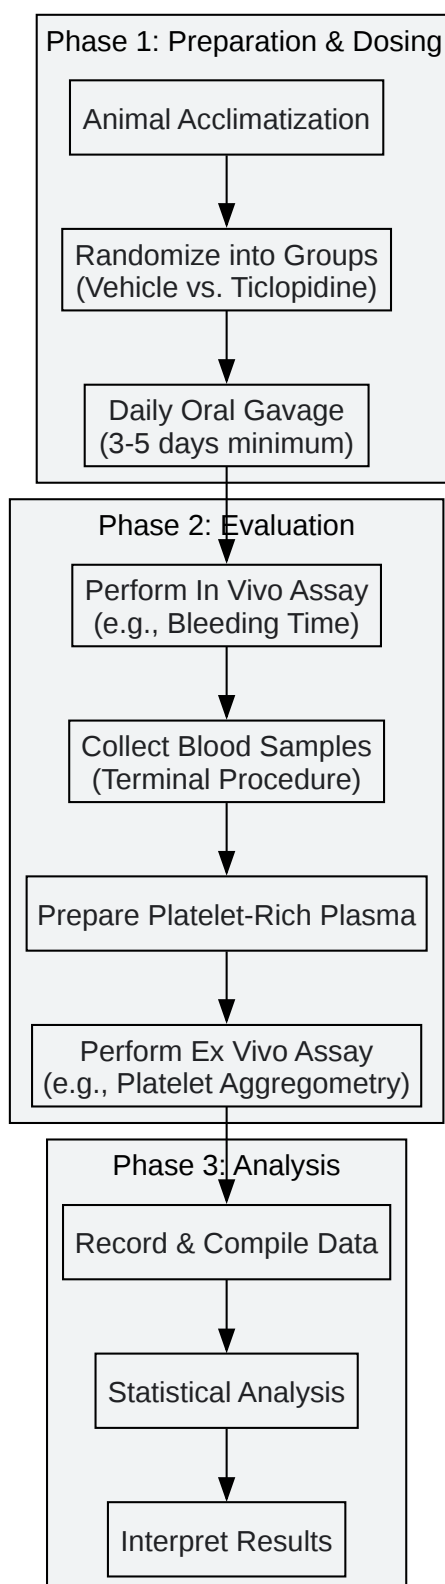 Phase 1: Preparation & Dosing
Animal Acclimatization
Randomize into Groups
(Vehicle vs. Ticlopidine)
Daily Oral Gavage
(3-5 days minimum)
Phase 2: Evaluation
Perform In Vivo Assay
(e.g., Bleeding Time)
Collect Blood Samples
(Terminal Procedure)
Prepare Platelet-Rich Plasma
Perform Ex Vivo Assay
(e.g., Platelet Aggregometry)
Phase 3: Analysis
Record & Compile Data
Statistical Analysis
Interpret Results